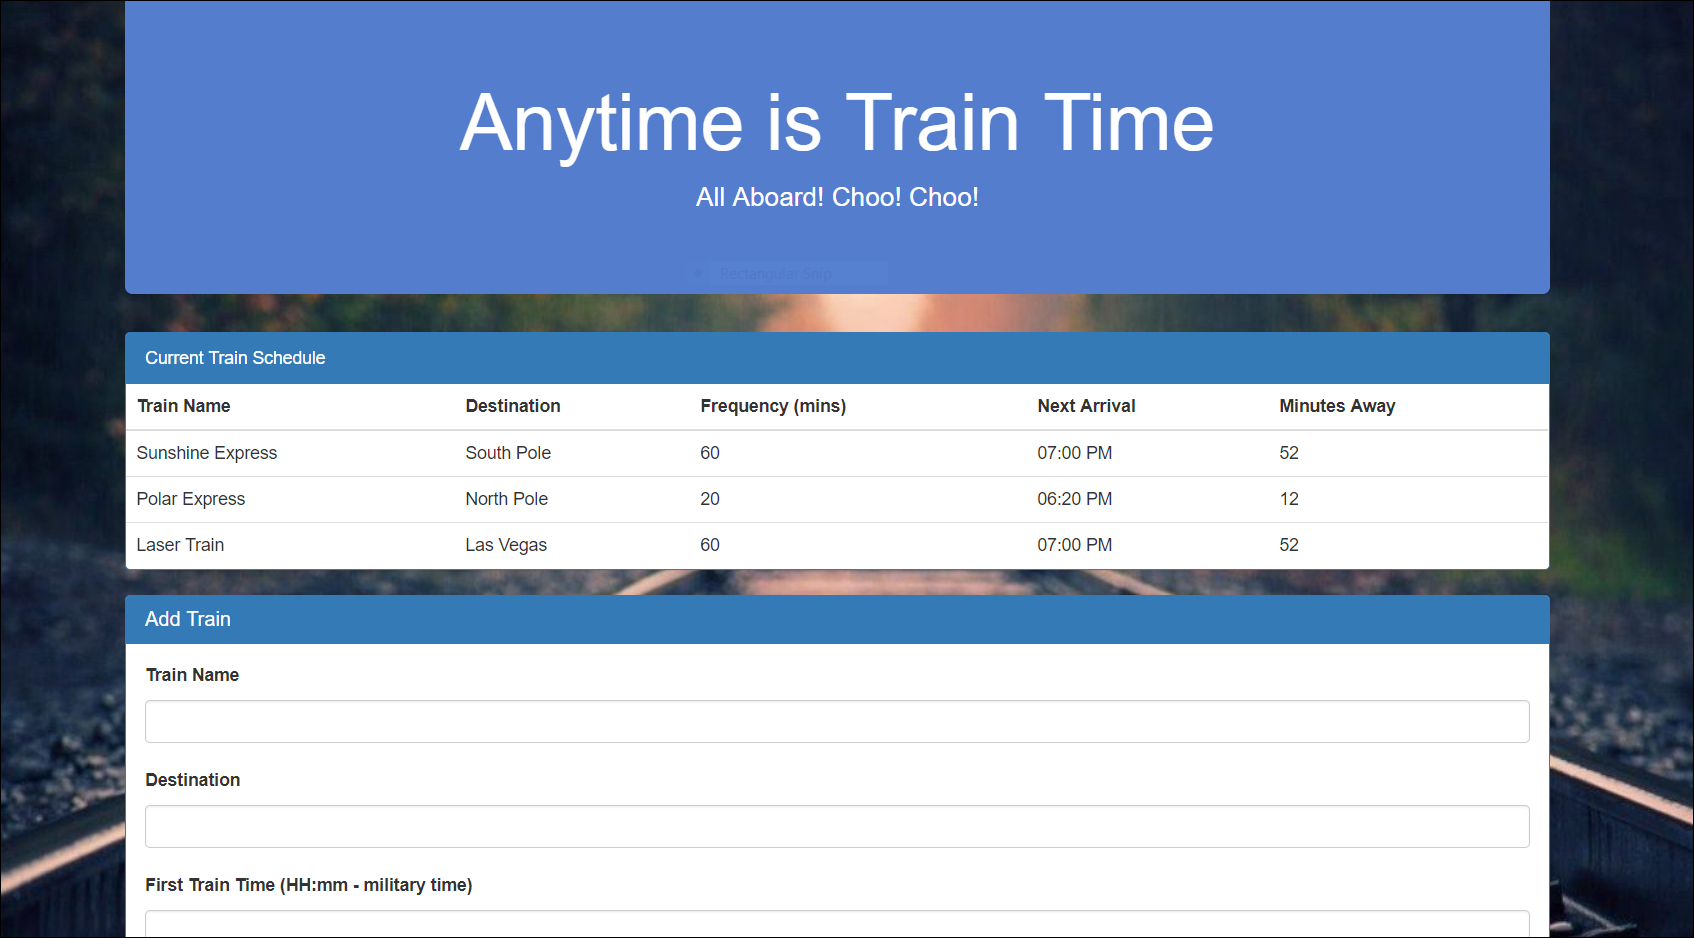 Anytime is Train Time
All Aboard! Choo! Choo!
Rectangular Snip
Current Train Schedule
Train Name Destination Frequency (mins) Next Arrival Minutes Away
Sunshine Express South Pole 60 07:00 PM 52
Polar Express North Pole 20 06:20 PM 12
Laser Train Las Vegas 60 07:00 PM 52
Add Train
Train Name
Destination
First Train Time (HH:mm - military time)